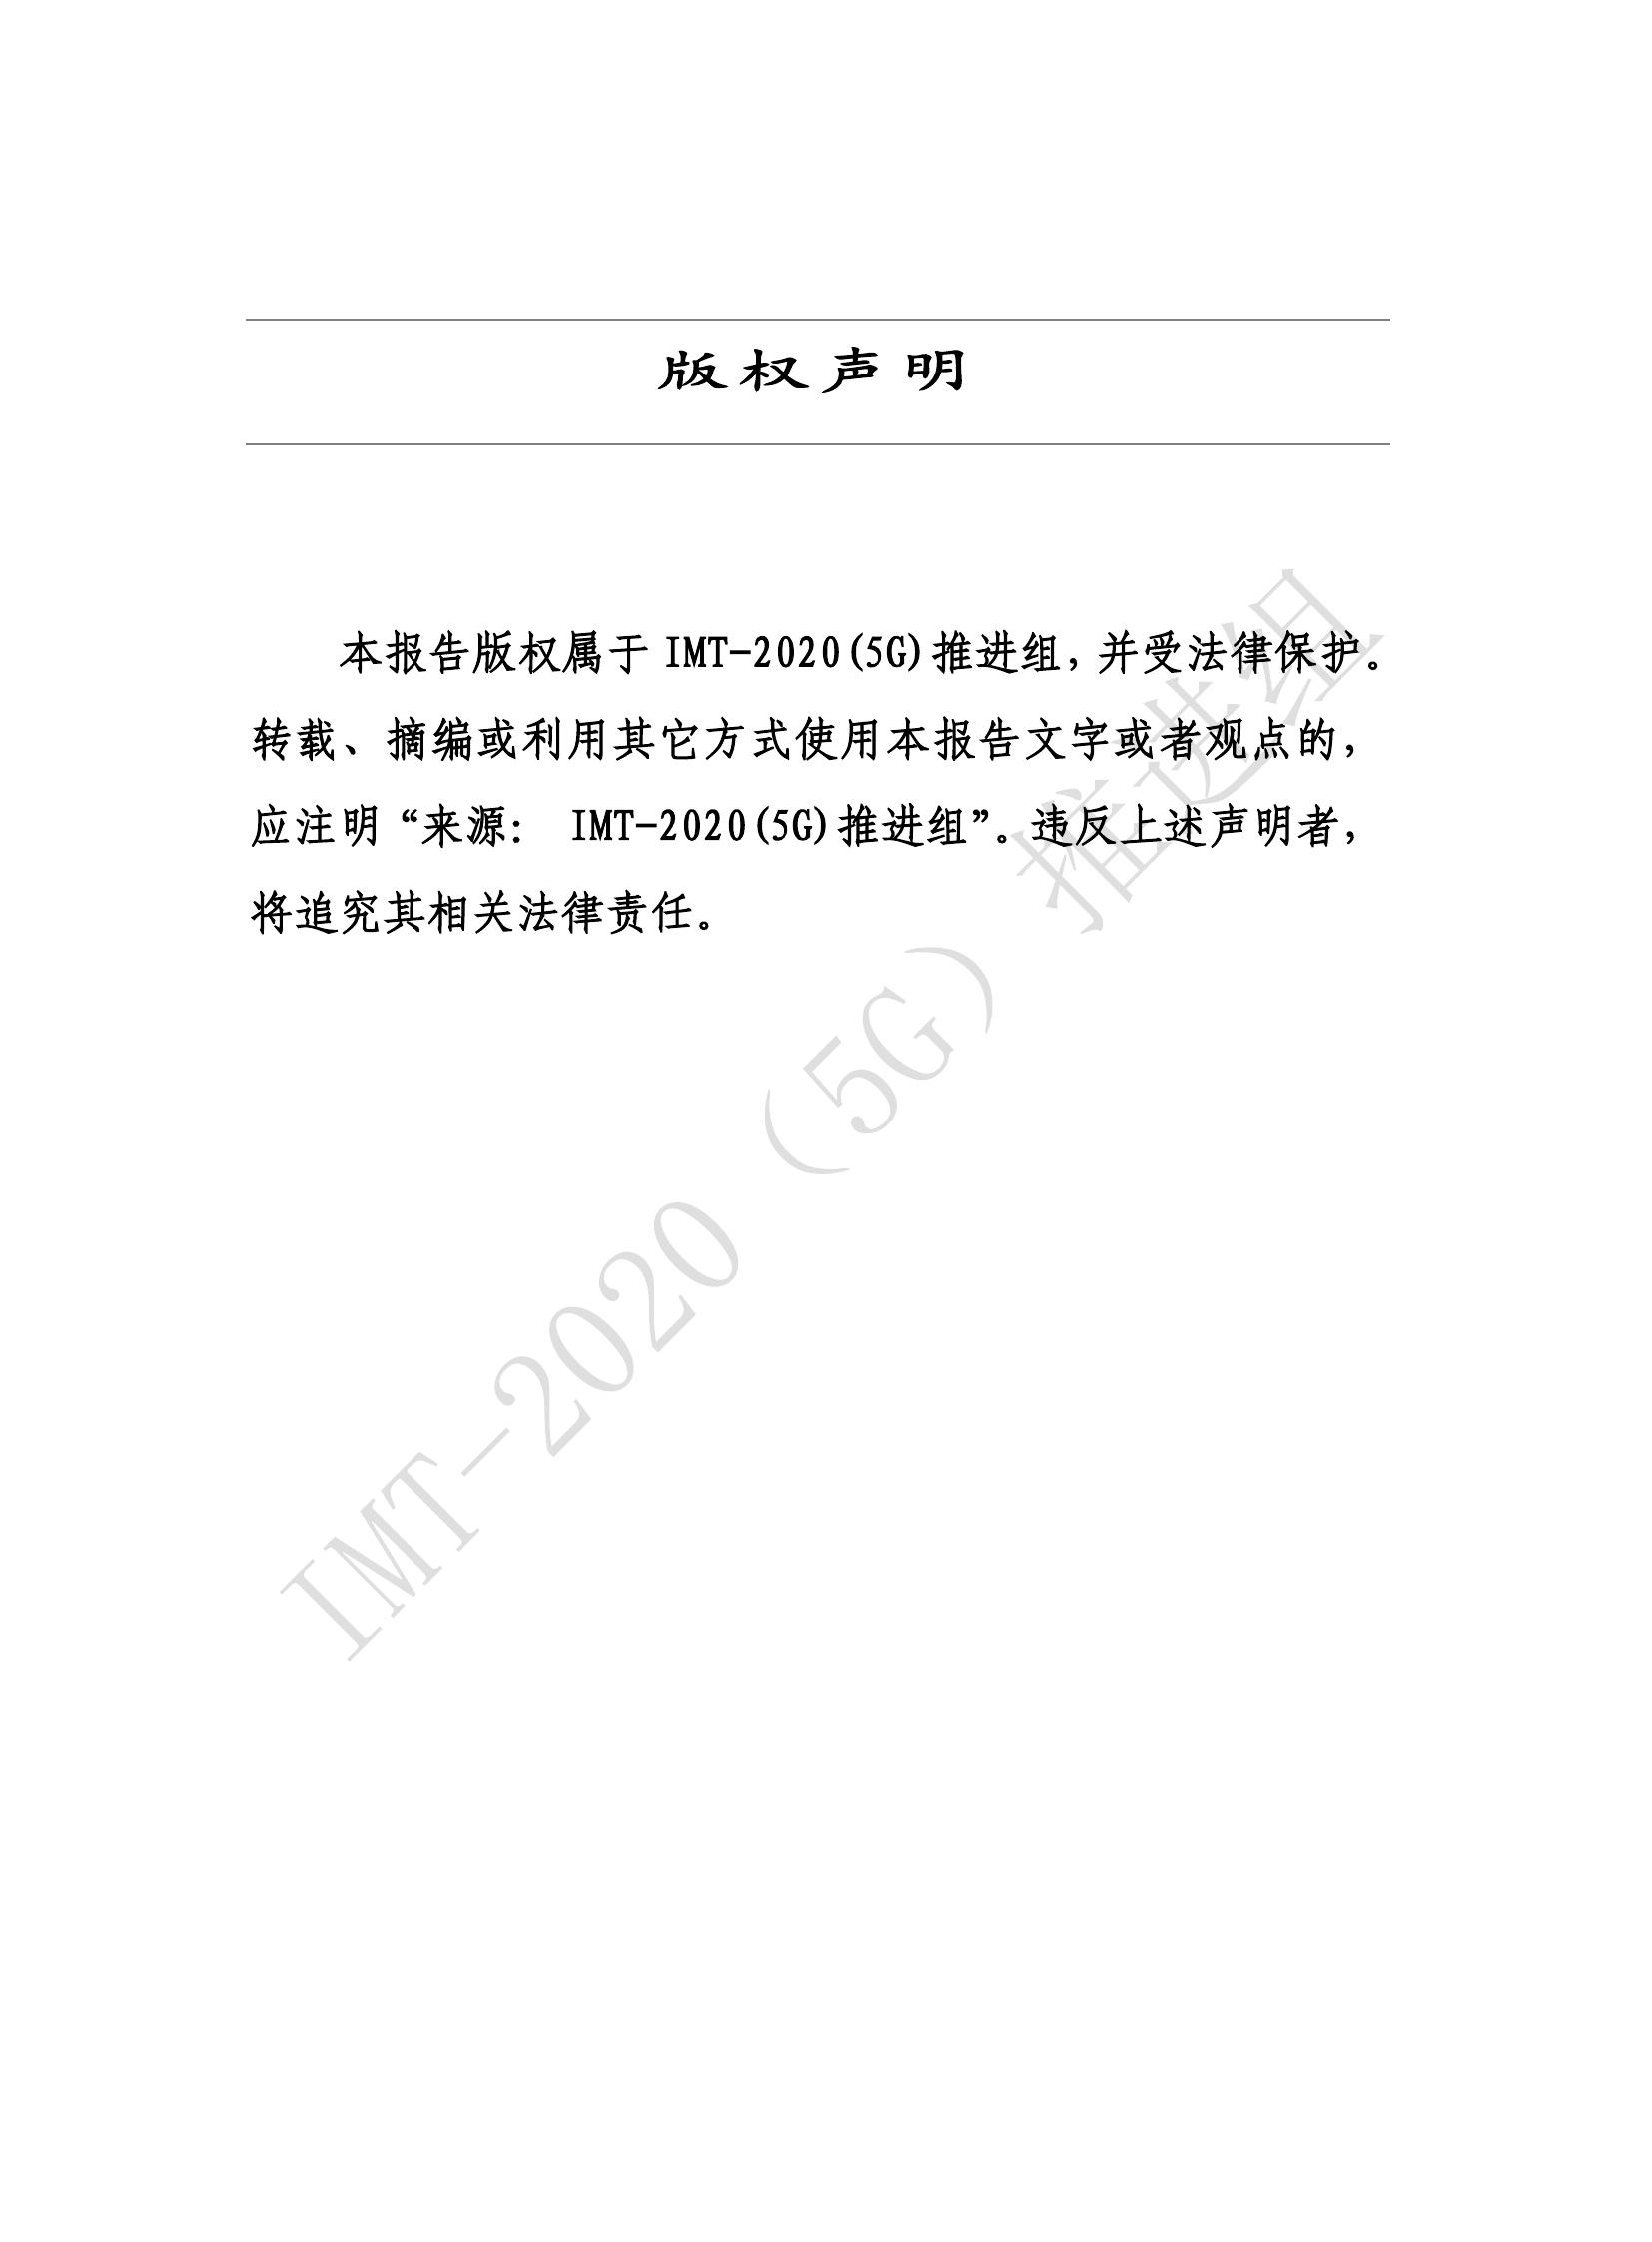 版权声明
本报告版权属于 IMT-2020(5G)推进组，并受法律保护。
转载、摘编或利用其它方式使用本报告文字或者观点的，
应注明“来源： IMT-2020(5G)推进组”。违反上述声明者，
将追究其相关法律责任。
IMT-2020（5G）推进组